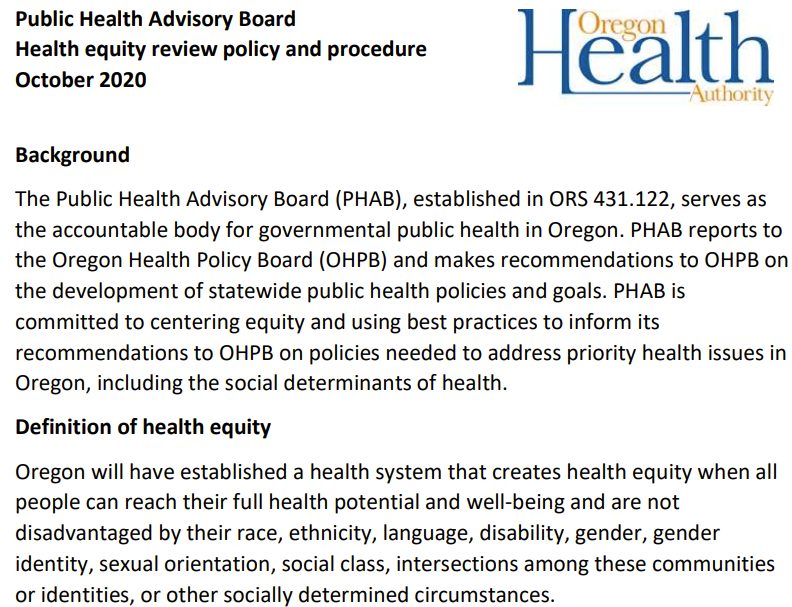 Public Health Advisory Board
Health equity review policy and procedure
October 2020
Oregon
Health
Authority
Background
The Public Health Advisory Board (PHAB), established in ORS 431.122, serves as
the accountable body for governmental public health in Oregon. PHAB reports to
the Oregon Health Policy Board (OHPB) and makes recommendations to OHPB on
the development of statewide public health policies and goals. PHAB is
committed to centering equity and using best practices to inform its
recommendations to OHPB on policies needed to address priority health issues in
Oregon, including the social determinants of health.
Definition of health equity
Oregon will have established a health system that creates health equity when all
people can reach their full health potential and well-being and are not
disadvantaged by their race, ethnicity, language, disability, gender, gender
identity, sexual orientation, social class, intersections among these communities
or identities, or other socially determined circumstances.